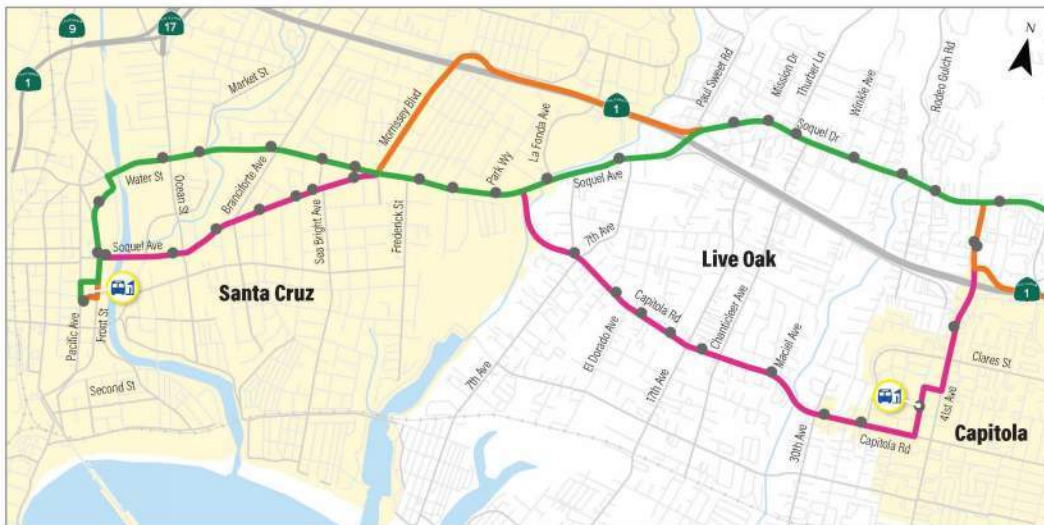 9
17
1
N
Market St
Morrissey Blvd
La Fonda Ave
1
Paul Sweet Rd
Mission Dr
Thurber Ln
Winkle Ave
Rodeo Gulch Rd
Soquel Dr
Water St
Ocean St
Branciforte Ave
Park Wy
Soquel Ave
Soquel Ave
Sea Bright Ave
Frederick St
7th Ave
Live Oak
Santa Cruz
1
Pacific Ave
Front St
Capitola Rd
Chanticleer Ave
Maciel Ave
El Dorado Ave
Clares St
Second St
7th Ave
17th Ave
41st Ave
30th Ave
Capitola Rd
Capitola